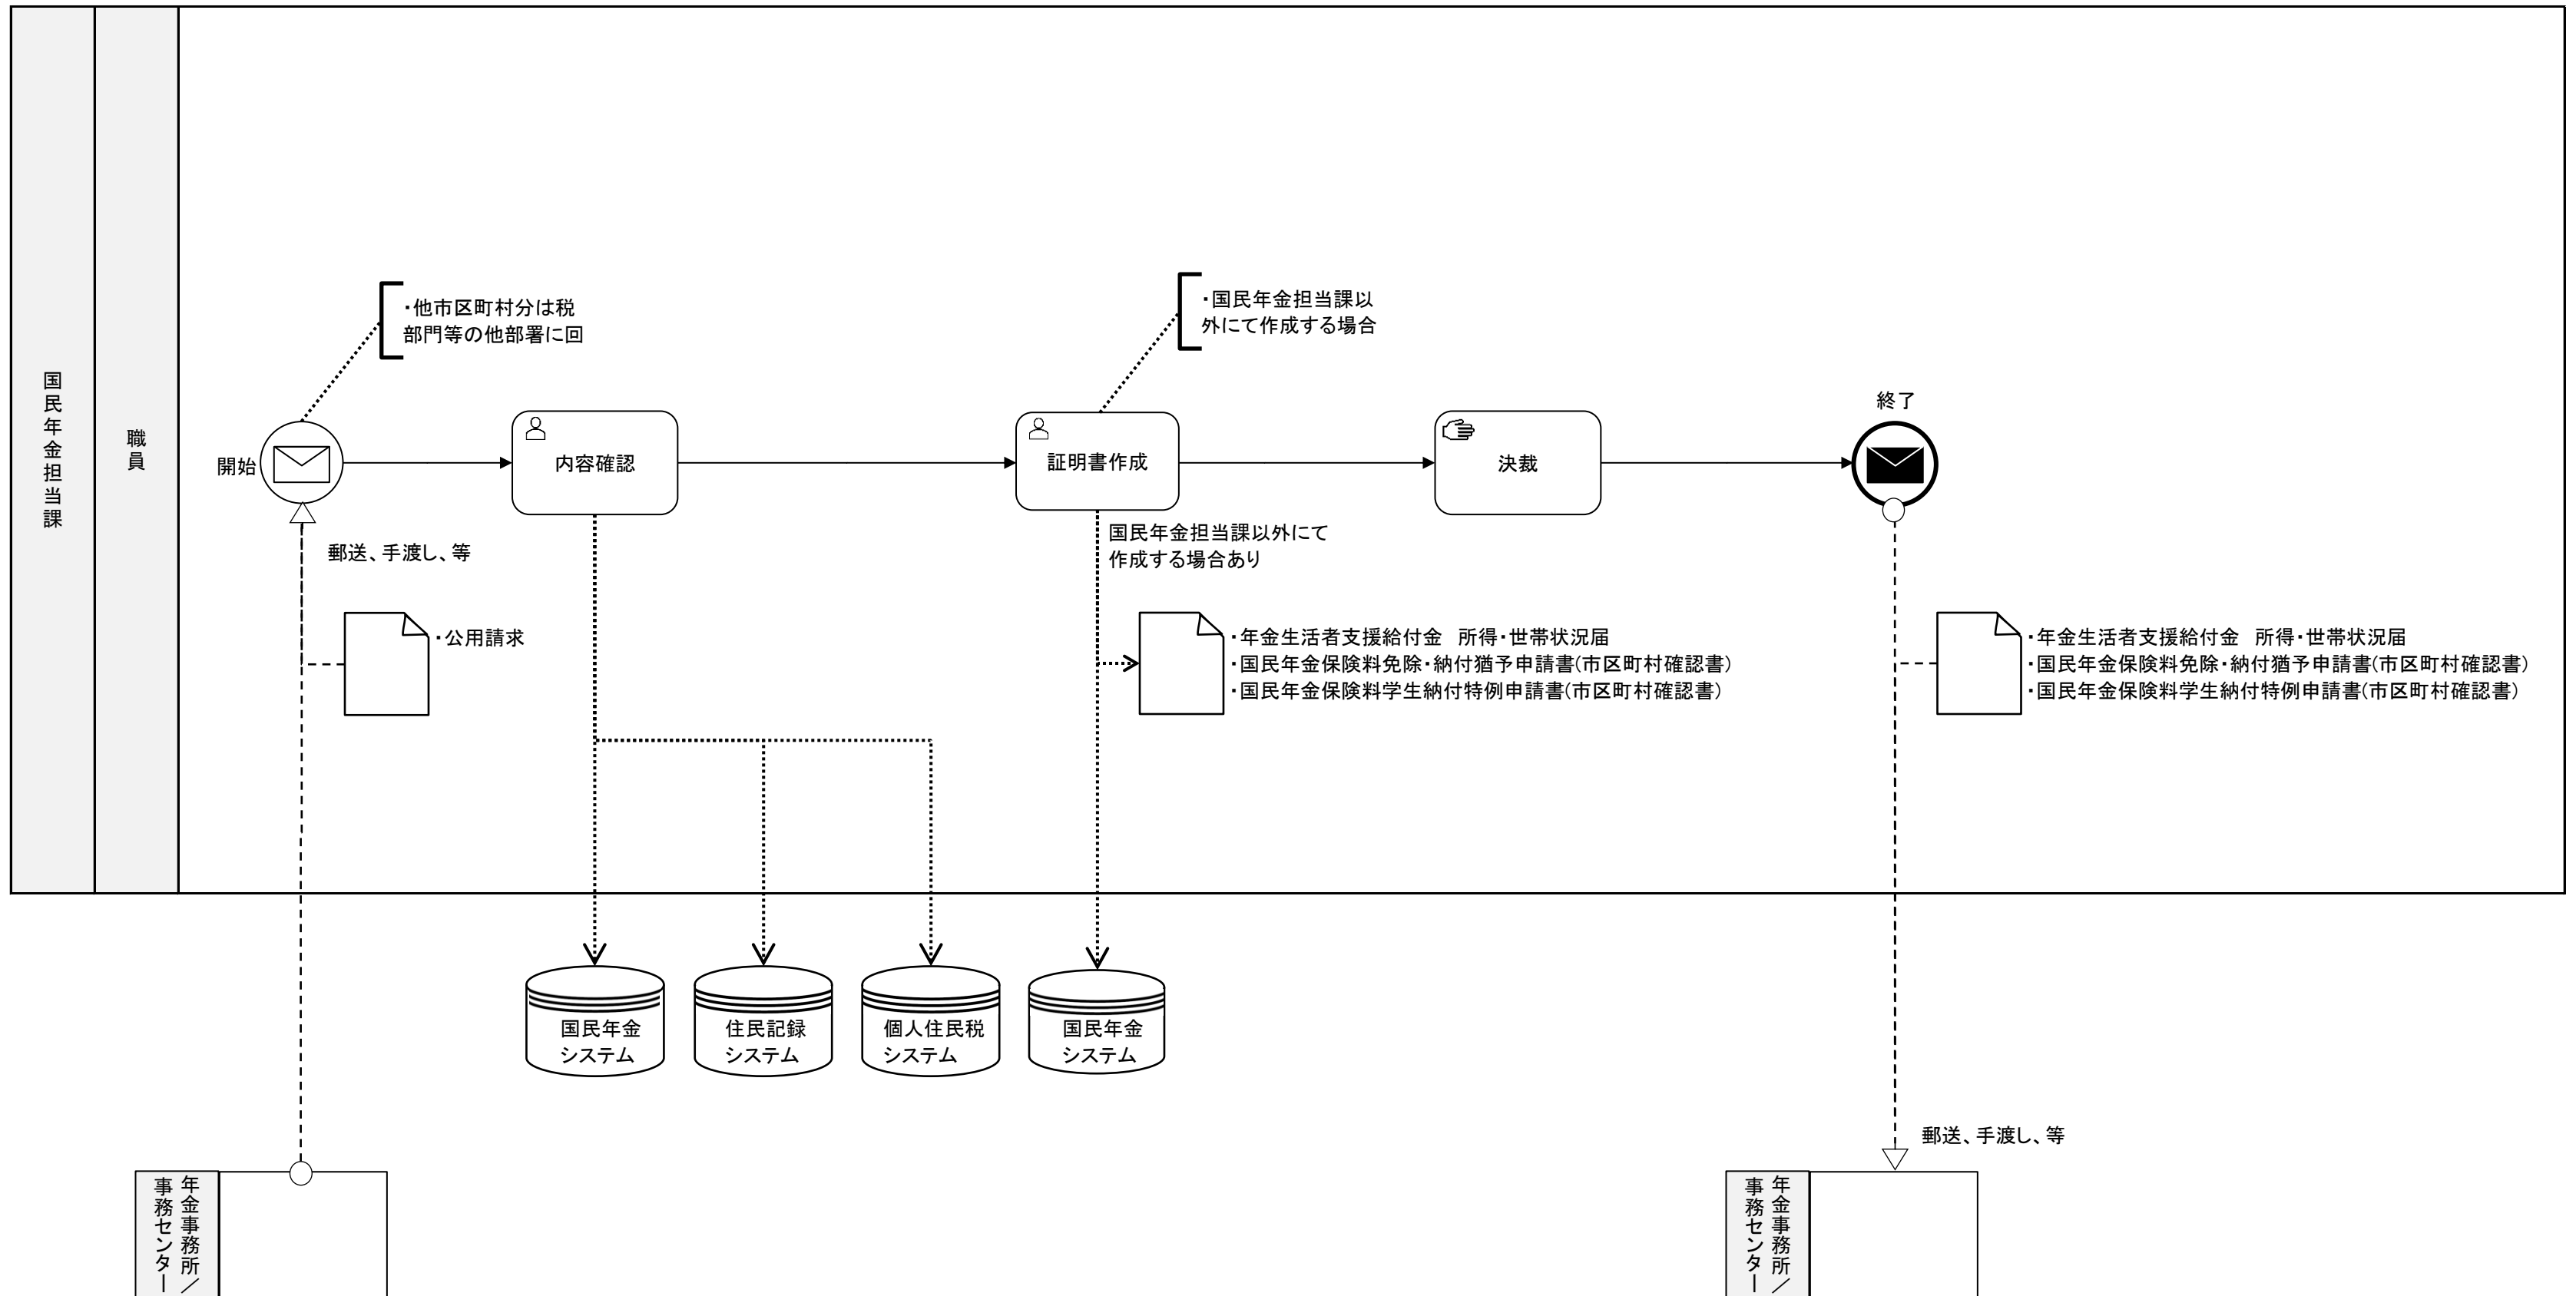 国民年金担当課
職員
・他市区町村分は税
部門等の他部署に回
・国民年金担当課以
外にて作成する場合
終了
開始
内容確認
証明書作成
決裁
国民年金担当課以外にて
作成する場合あり
郵送、手渡し、等
・公用請求
・年金生活者支援給付金　所得・世帯状況届
・国民年金保険料免除・納付猶予申請書(市区町村確認書)
・国民年金保険料学生納付特例申請書(市区町村確認書)
・年金生活者支援給付金　所得・世帯状況届
・国民年金保険料免除・納付猶予申請書(市区町村確認書)
・国民年金保険料学生納付特例申請書(市区町村確認書)
国民年金
システム
住民記録
システム
個人住民税
システム
国民年金
システム
郵送、手渡し、等
年金事務所／
事務センター
年金事務所／
事務センター